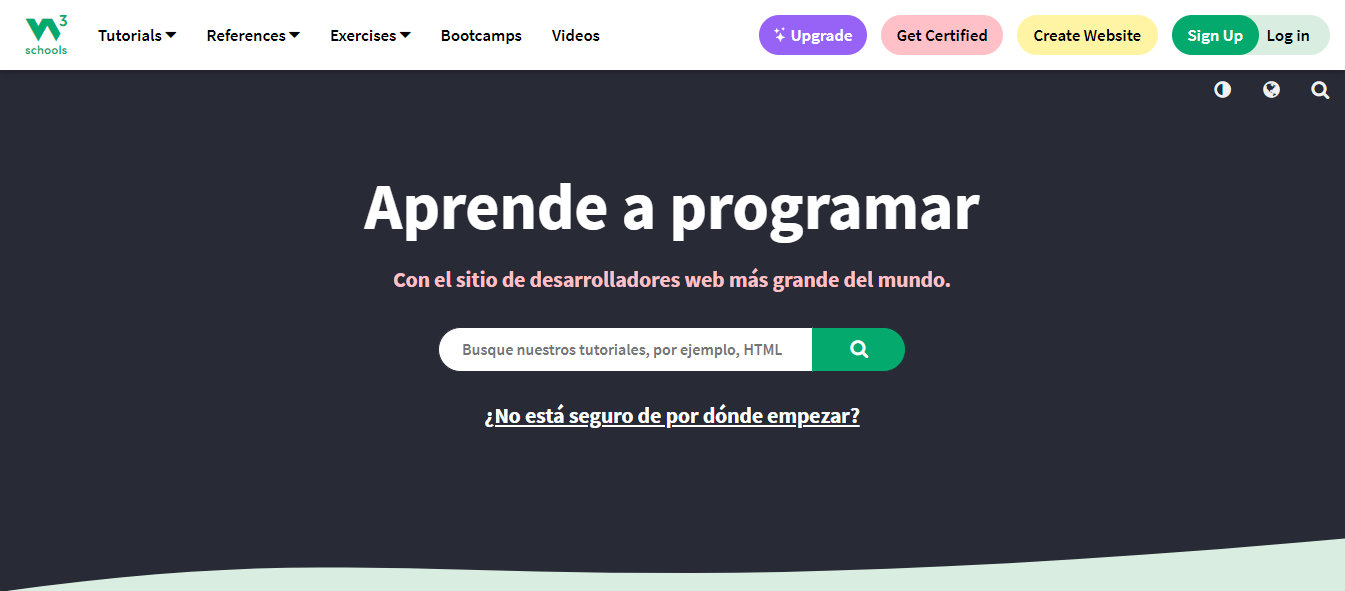 W3 schools
Tutorials References Exercises Bootcamps Videos Upgrade Get Certified Create Website Sign Up Log in
Aprende a programar
Con el sitio de desarrolladores web más grande del mundo.
Busque nuestros tutoriales, por ejemplo, HTML
¿No está seguro de por dónde empezar?